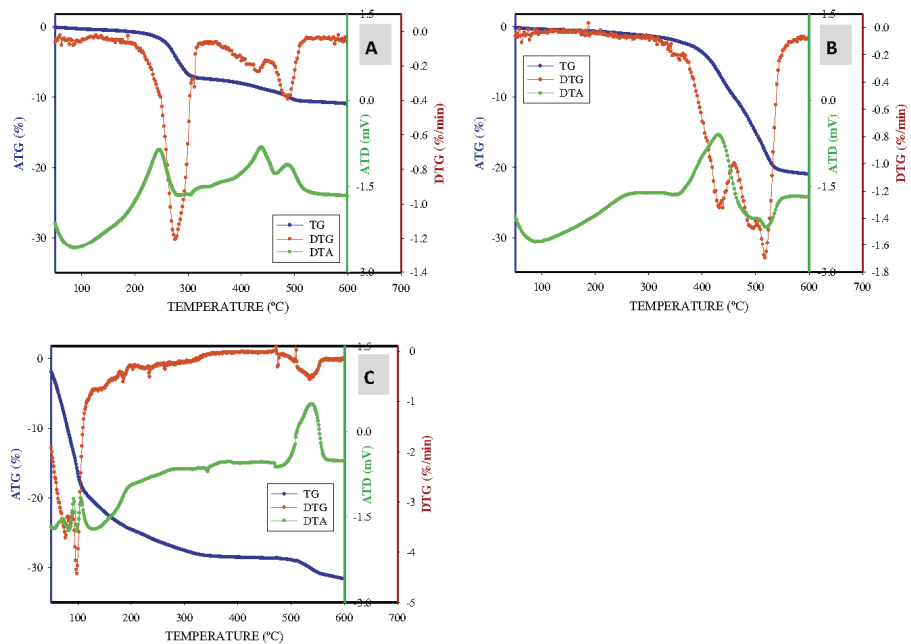 A
1.5
0.0
-1.5
-3.0
0
-10
-20
-30
0.0
-0.2
-0.4
-0.6
-0.8
-1.0
-1.2
-1.4
ATG (%)
ATD (mV)
DTG (%/min)
TG
DTG
DTA
100 200 300 400 500 600 700
TEMPERATURE (ºC)
B
1.5
0.0
-1.5
-3.0
0
-10
-20
-30
0.0
-0.2
-0.4
-0.6
-0.8
-1.0
-1.2
-1.4
-1.6
-1.8
ATG (%)
ATD (mV)
DTG (%/min)
TG
DTG
DTA
100 200 300 400 500 600 700
TEMPERATURE (ºC)
C
1.5
0.0
-1.5
-3.0
0
-10
-20
-30
0
-1
-2
-3
-4
-5
ATG (%)
ATD (mV)
DTG (%/min)
TG
DTG
DTA
100 200 300 400 500 600 700
TEMPERATURE (ºC)